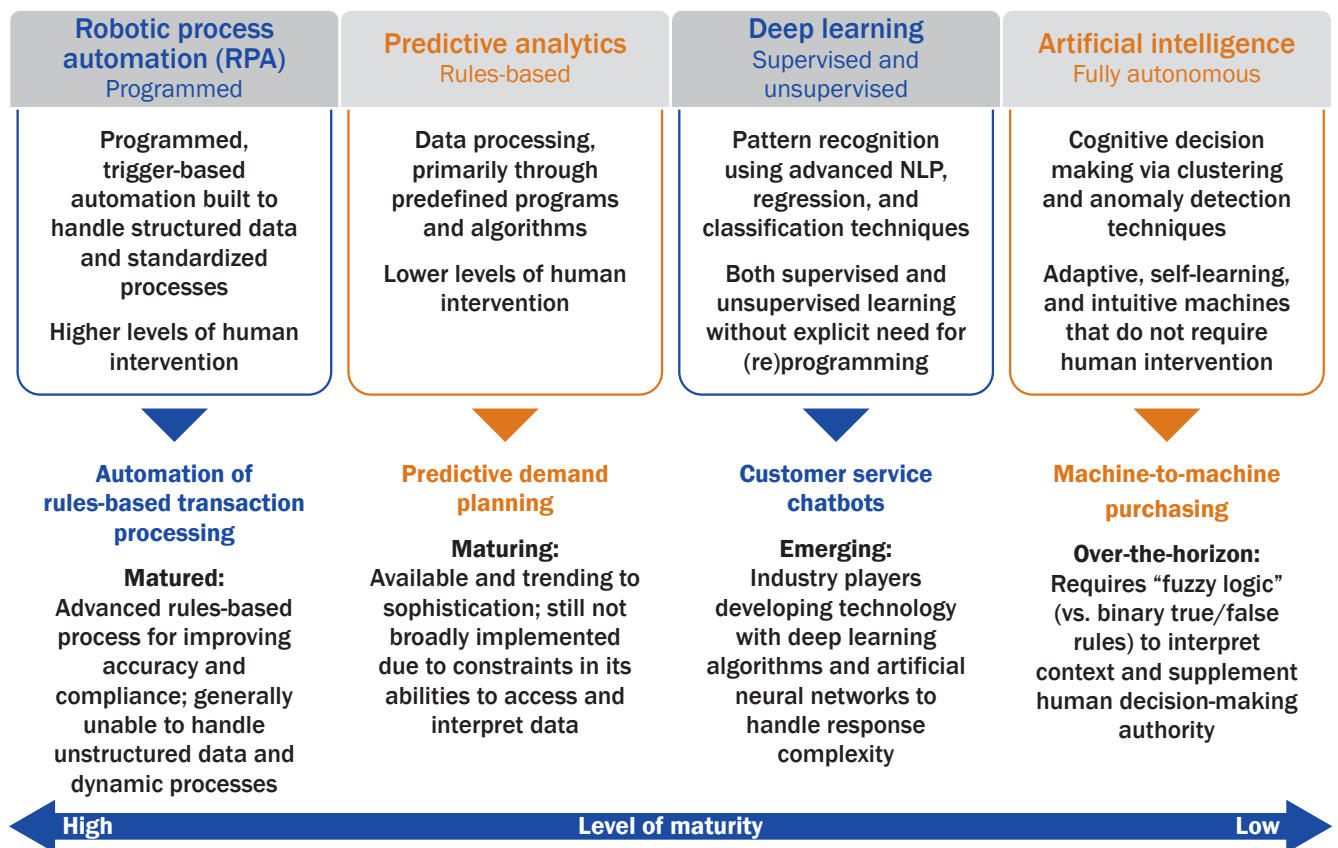 Robotic process
automation (RPA)
Programmed
Programmed,
trigger-based
automation built to
handle structured data
and standardized
processes
Higher levels of human
intervention
Automation of
rules-based transaction
processing
Matured:
Advanced rules-based
process for improving
accuracy and
compliance; generally
unable to handle
unstructured data and
dynamic processes
Predictive analytics
Rules-based
Data processing,
primarily through
predefined programs
and algorithms
Lower levels of human
intervention
Predictive demand
planning
Maturing:
Available and trending to
sophistication; still not
broadly implemented
due to constraints in its
abilities to access and
interpret data
Deep learning
Supervised and
unsupervised
Pattern recognition
using advanced NLP,
regression, and
classification techniques
Both supervised and
unsupervised learning
without explicit need for
(re)programming
Customer service
chatbots
Emerging:
Industry players
developing technology
with deep learning
algorithms and artificial
neural networks to
handle response
complexity
Artificial intelligence
Fully autonomous
Cognitive decision
making via clustering
and anomaly detection
techniques
Adaptive, self-learning,
and intuitive machines
that do not require
human intervention
Machine-to-machine
purchasing
Over-the-horizon:
Requires “fuzzy logic”
(vs. binary true/false
rules) to interpret
context and supplement
human decision-making
authority
High Level of maturity Low